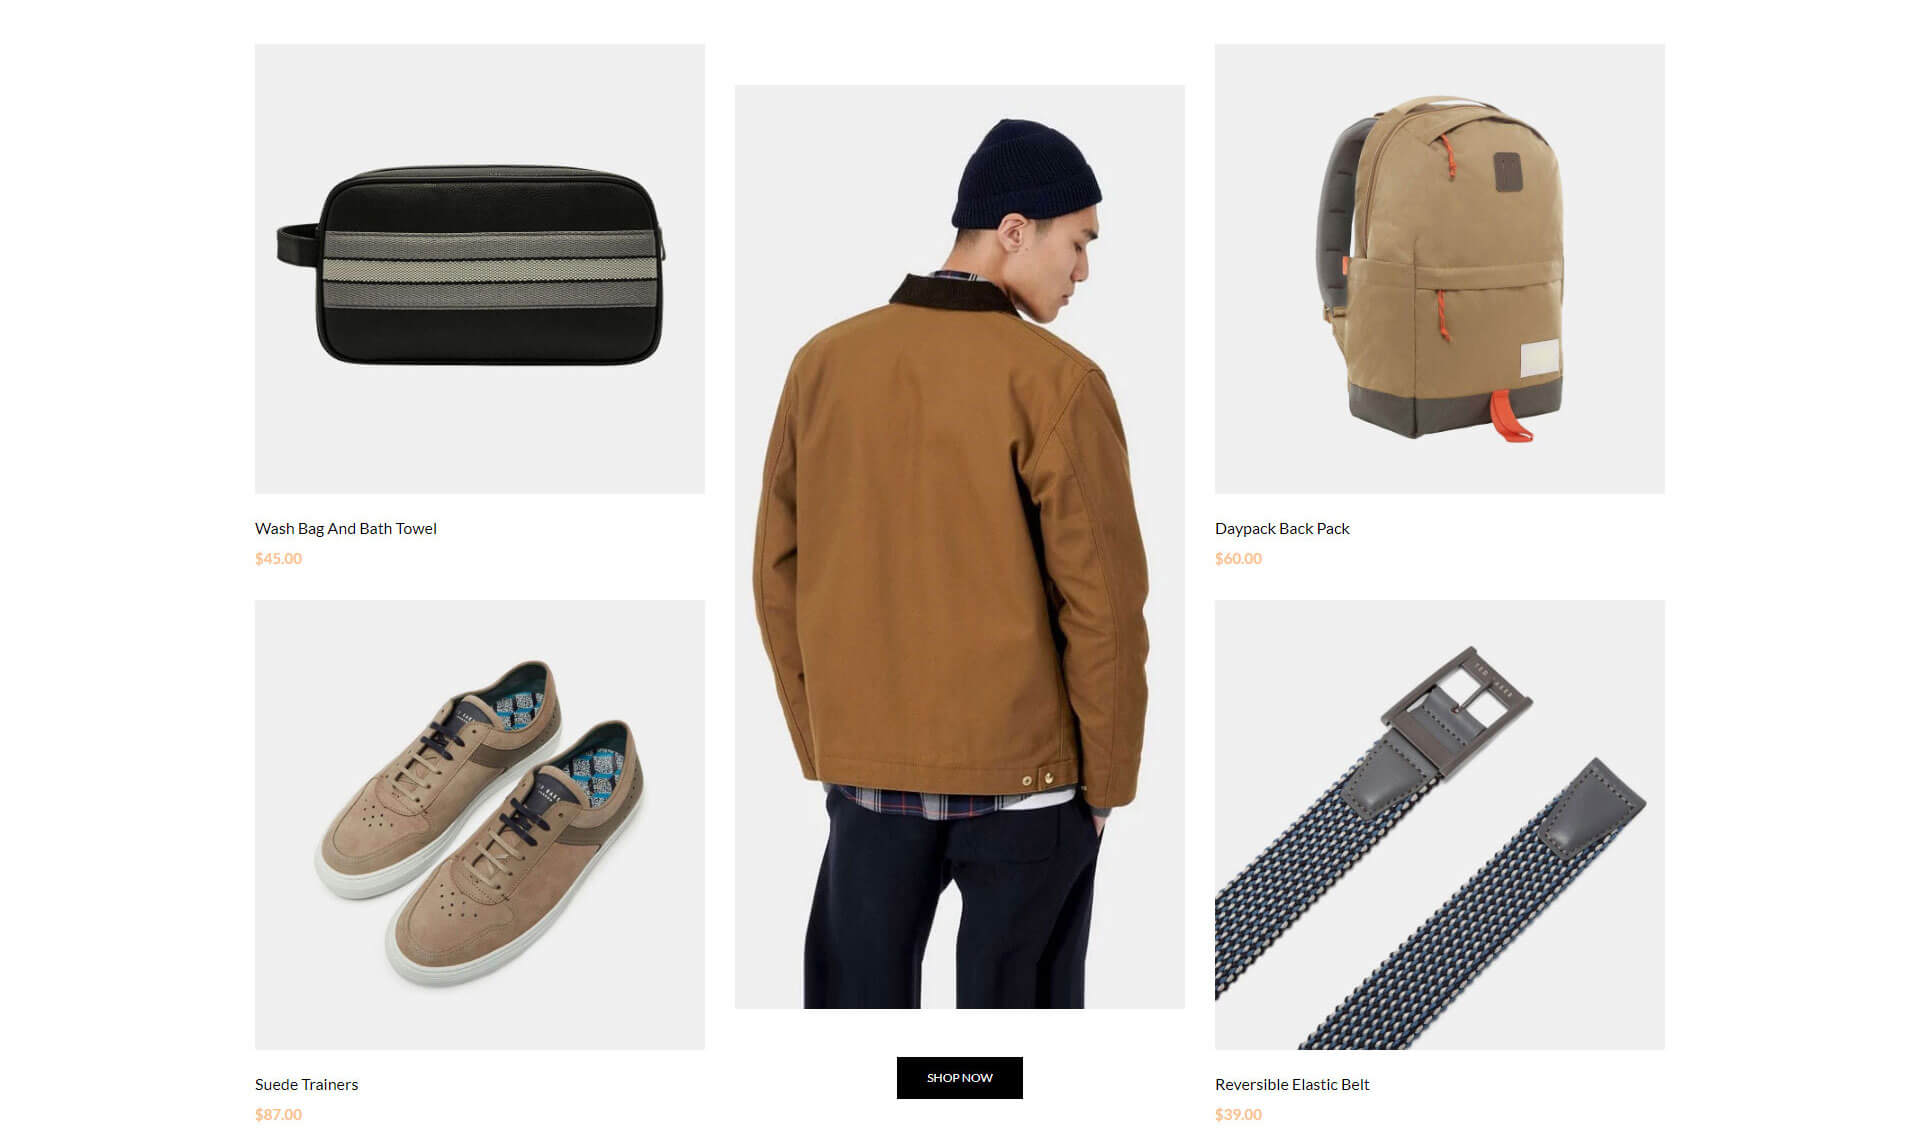 Wash Bag And Bath Towel
$45.00
Daypack Back Pack
$60.00
Suede Trainers
$87.00
SHOP NOW
Reversible Elastic Belt
$39.00